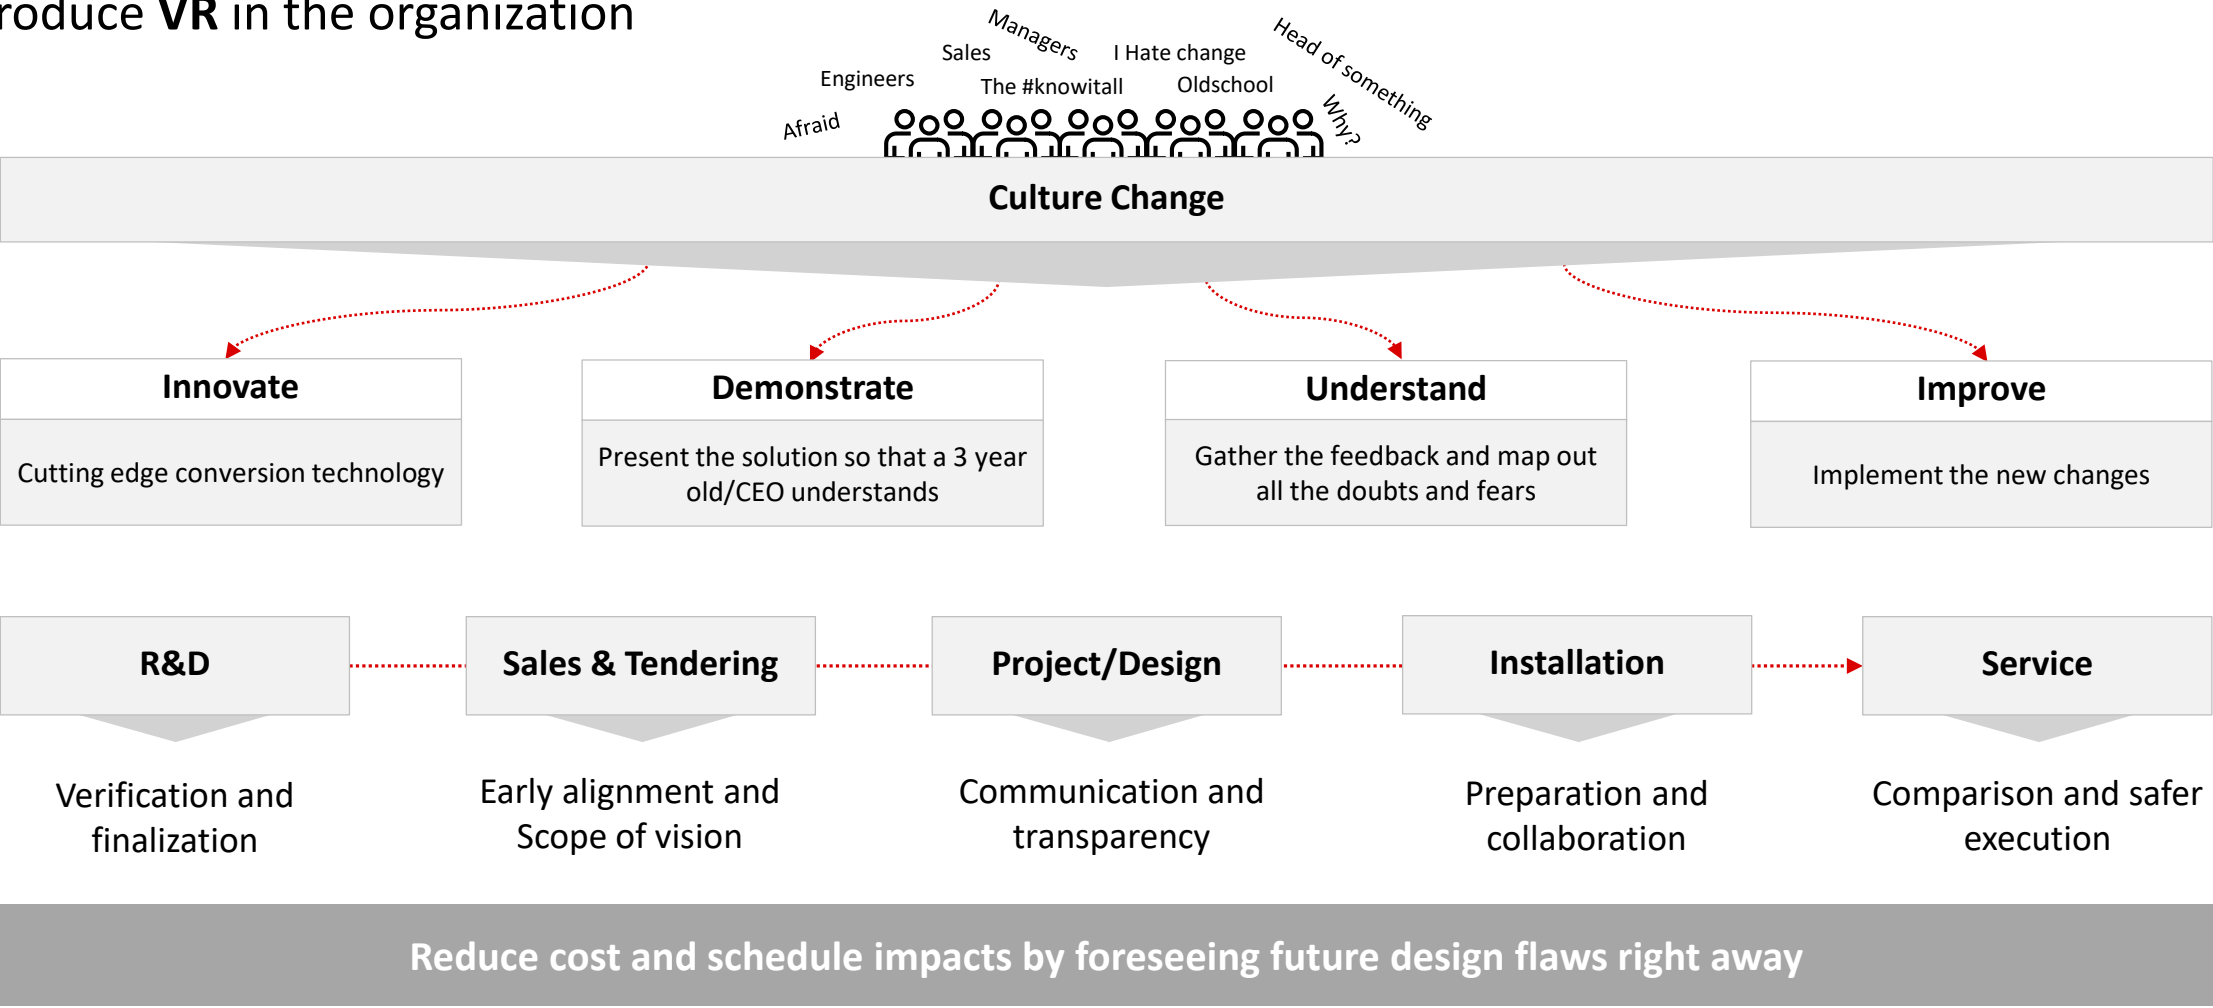 roduce VR in the organization
Managers
Head of something
Sales
I Hate change
Engineers
The #knowitall
Oldschool
Afraid
Why?
Culture Change
Innovate
Cutting edge conversion technology
Demonstrate
Present the solution so that a 3 year
old/CEO understands
Understand
Gather the feedback and map out
all the doubts and fears
Improve
Implement the new changes
R&D
Sales & Tendering
Project/Design
Installation
Service
Verification and
finalization
Early alignment and
Scope of vision
Communication and
transparency
Preparation and
collaboration
Comparison and safer
execution
Reduce cost and schedule impacts by foreseeing future design flaws right away